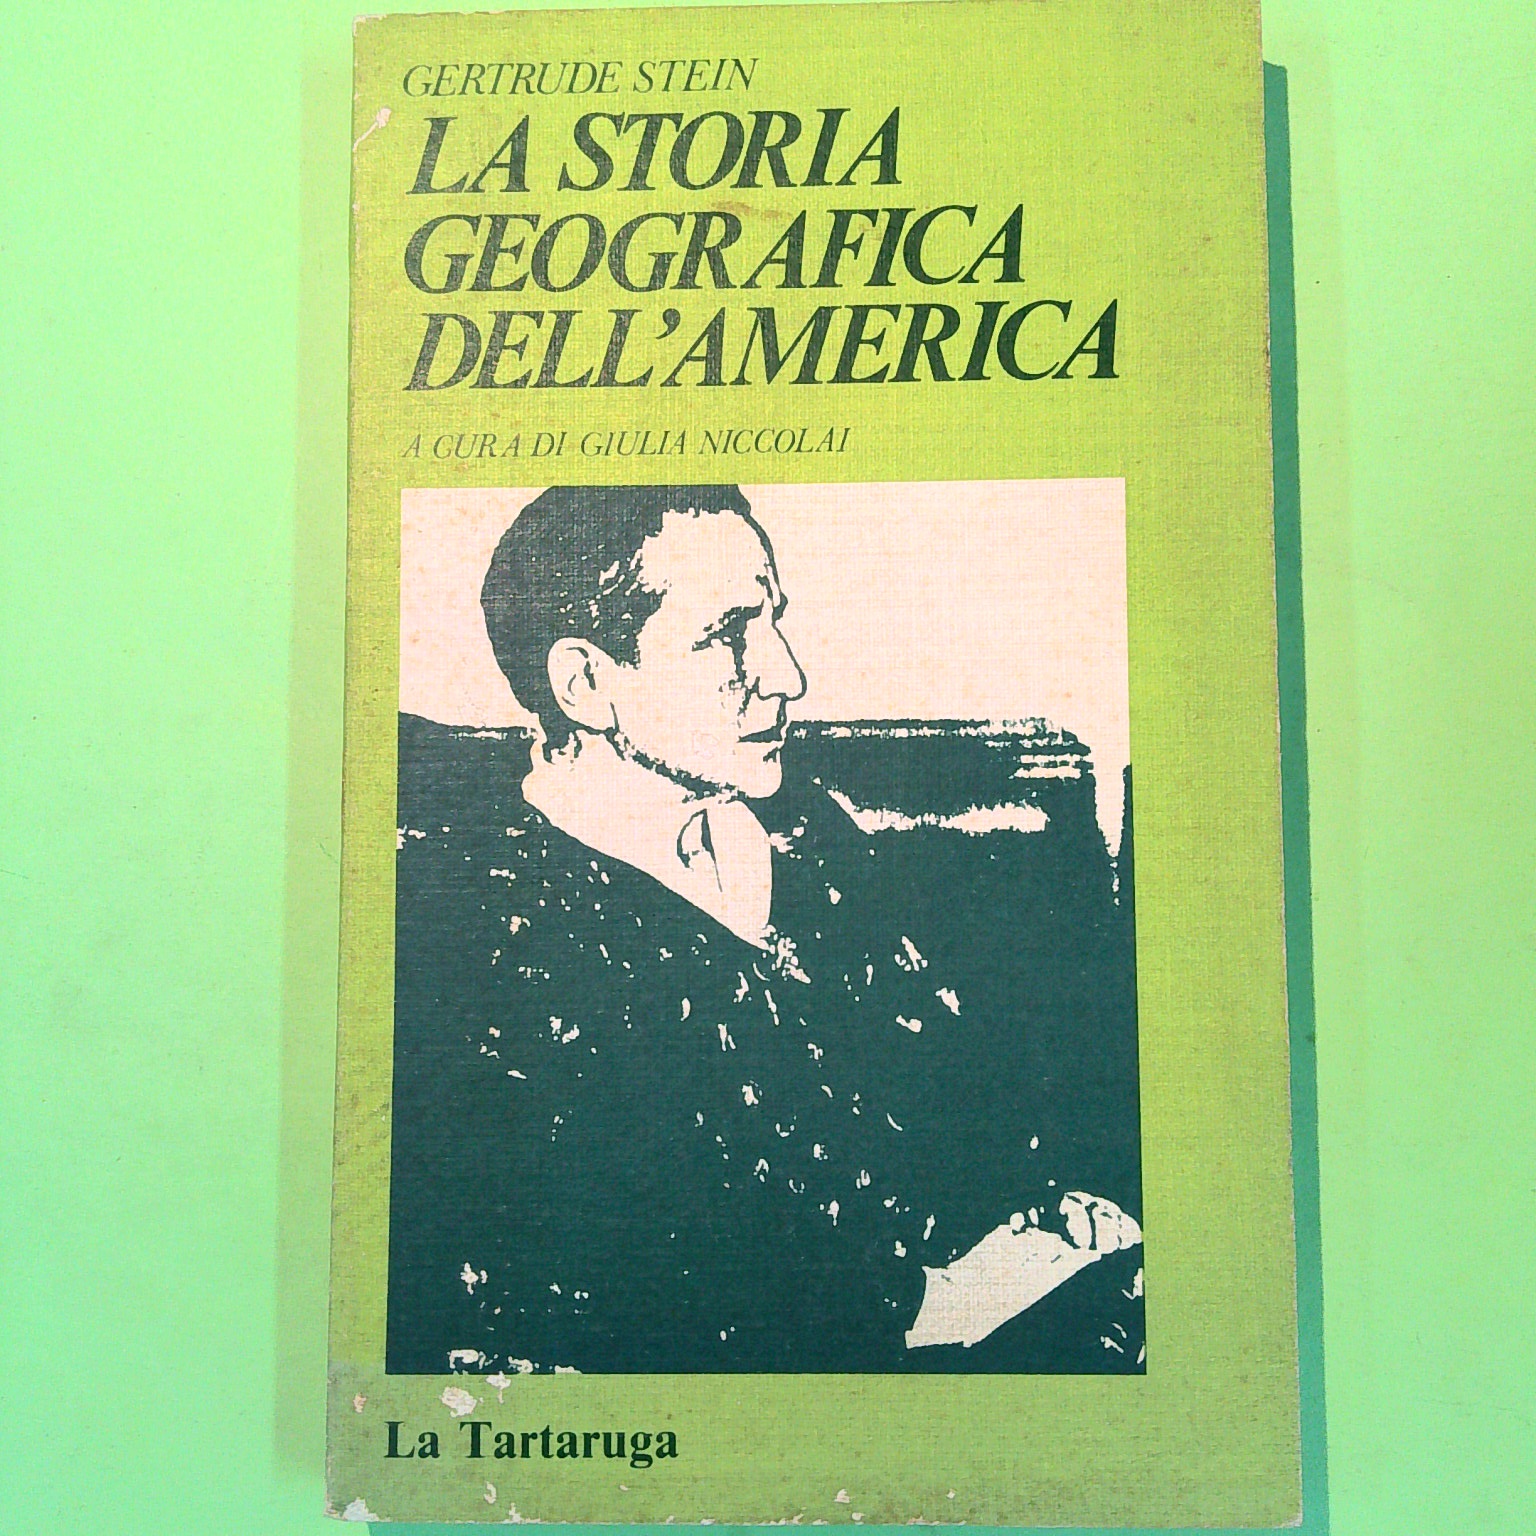 GERTRUDE STEIN
LA STORIA
GEOGRAFICA
DELL'AMERICA
A CURA DI GIULIA NICCOLAI
La Tartaruga